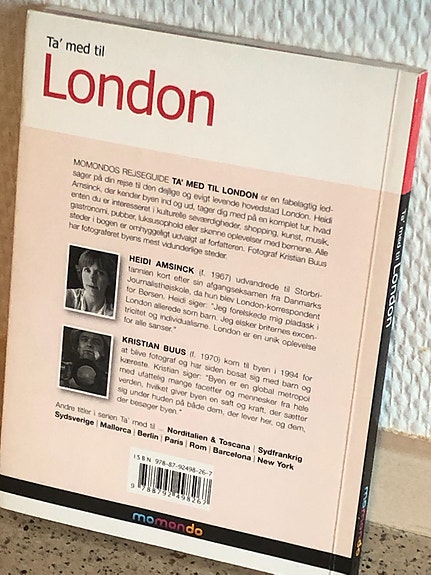 Ta' med til
London
MOMONDOS REJSEGUIDE TA' MED TIL LONDON er en fabelagtig led-
sager på din rejse til den dejlige og evigt levende hovedstad London. Heidi
Amsinck, der kender byen ind og ud, tager dig med på en komplet tur, hvad
enten du er interesseret i kulturelle seværdigheder, shopping, kunst, musik,
gastronomi, pubber, luksusophold eller skønne oplevelser med børnene. Alle
steder i bogen er omhyggeligt udvalgt af forfatteren. Fotograf Kristian Buus
har fotograferet byens mest vidunderlige steder.
HEIDI AMSINCK (f. 1967) udvandrede til Storbri-
tannien kort efter sin afgangseksamen fra Danmarks
Journalisthøjskole, da hun blev London-korrespondent
for Børsen. Heidi siger: "Jeg forelskede mig pladask i
London allerede som barn. Jeg elsker briternes excen-
tricitet og individualisme. London er en unik oplevelse
for alle sanser."
KRISTIAN BUUS (f. 1970) kom til byen i 1994 for
at blive fotograf og har siden bosat sig med barn og
kæreste. Kristian siger: "Byen er en global metropol
med ufattelig mange facetter og mennesker fra hele
verden, hvilket giver byen en saft og kraft, der sætter
sig under huden på både dem, der lever her, og dem,
der besøger byen."
Andre titler i serien Ta' med til ... Norditalien & Toscana | Sydfrankrig
Sydsverige | Mallorca | Berlin | Paris | Rom | Barcelona | New York
ISBN 978-87-92498-26-7
9 788792 498267
momondo
Ta' med til London
momondo